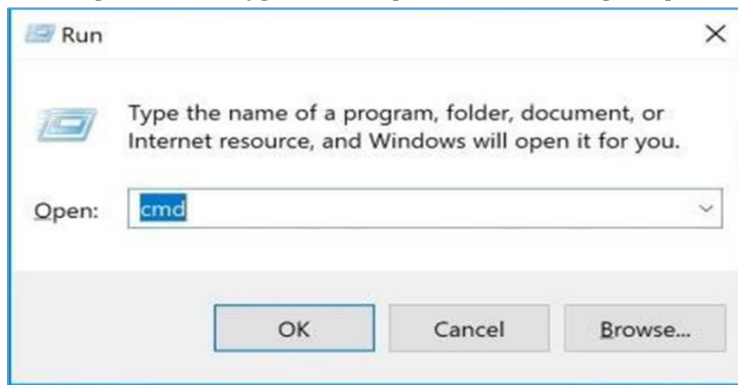 Run
Type the name of a program, folder, document, or
Internet resource, and Windows will open it for you.
Open: cmd
OK Cancel Browse...